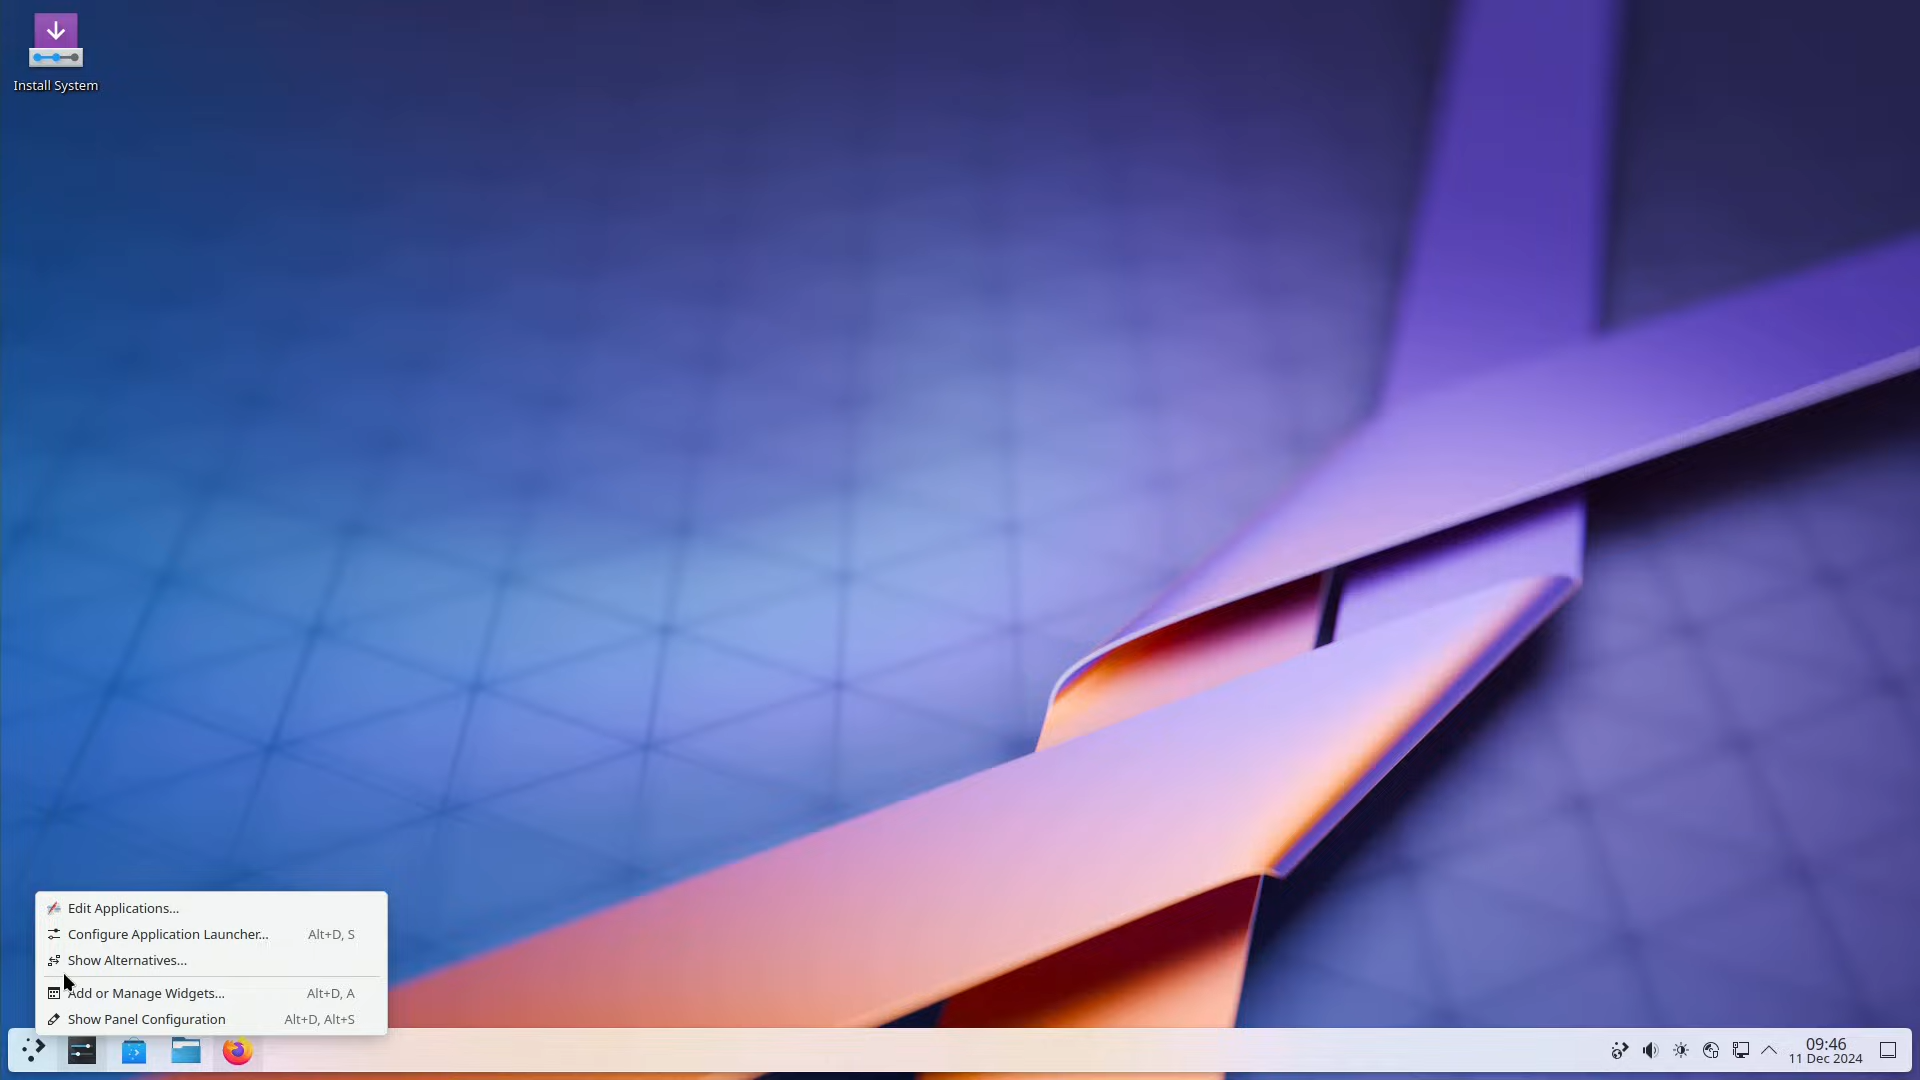 Install System
Edit Applications...
Configure Application Launcher... Alt+D, S
Show Alternatives...
Add or Manage Widgets... Alt+D, A
Show Panel Configuration Alt+D, Alt+S
09:46
11 Dec 2024